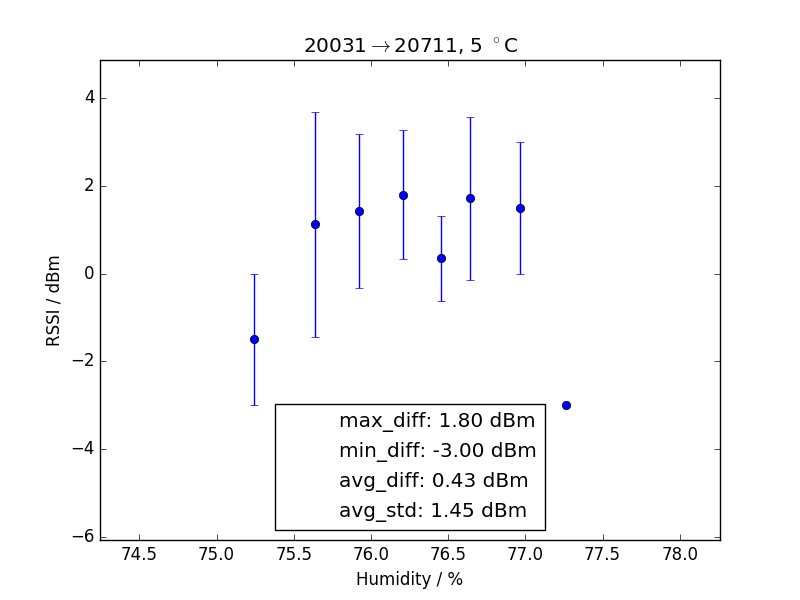 20031→20711, 5 °C
RSSI / dBm
4
2
0
−2
−4
−6
max_diff: 1.80 dBm
min_diff: -3.00 dBm
avg_diff: 0.43 dBm
avg_std: 1.45 dBm
74.5 75.0 75.5 76.0 76.5 77.0 77.5 78.0
Humidity / %